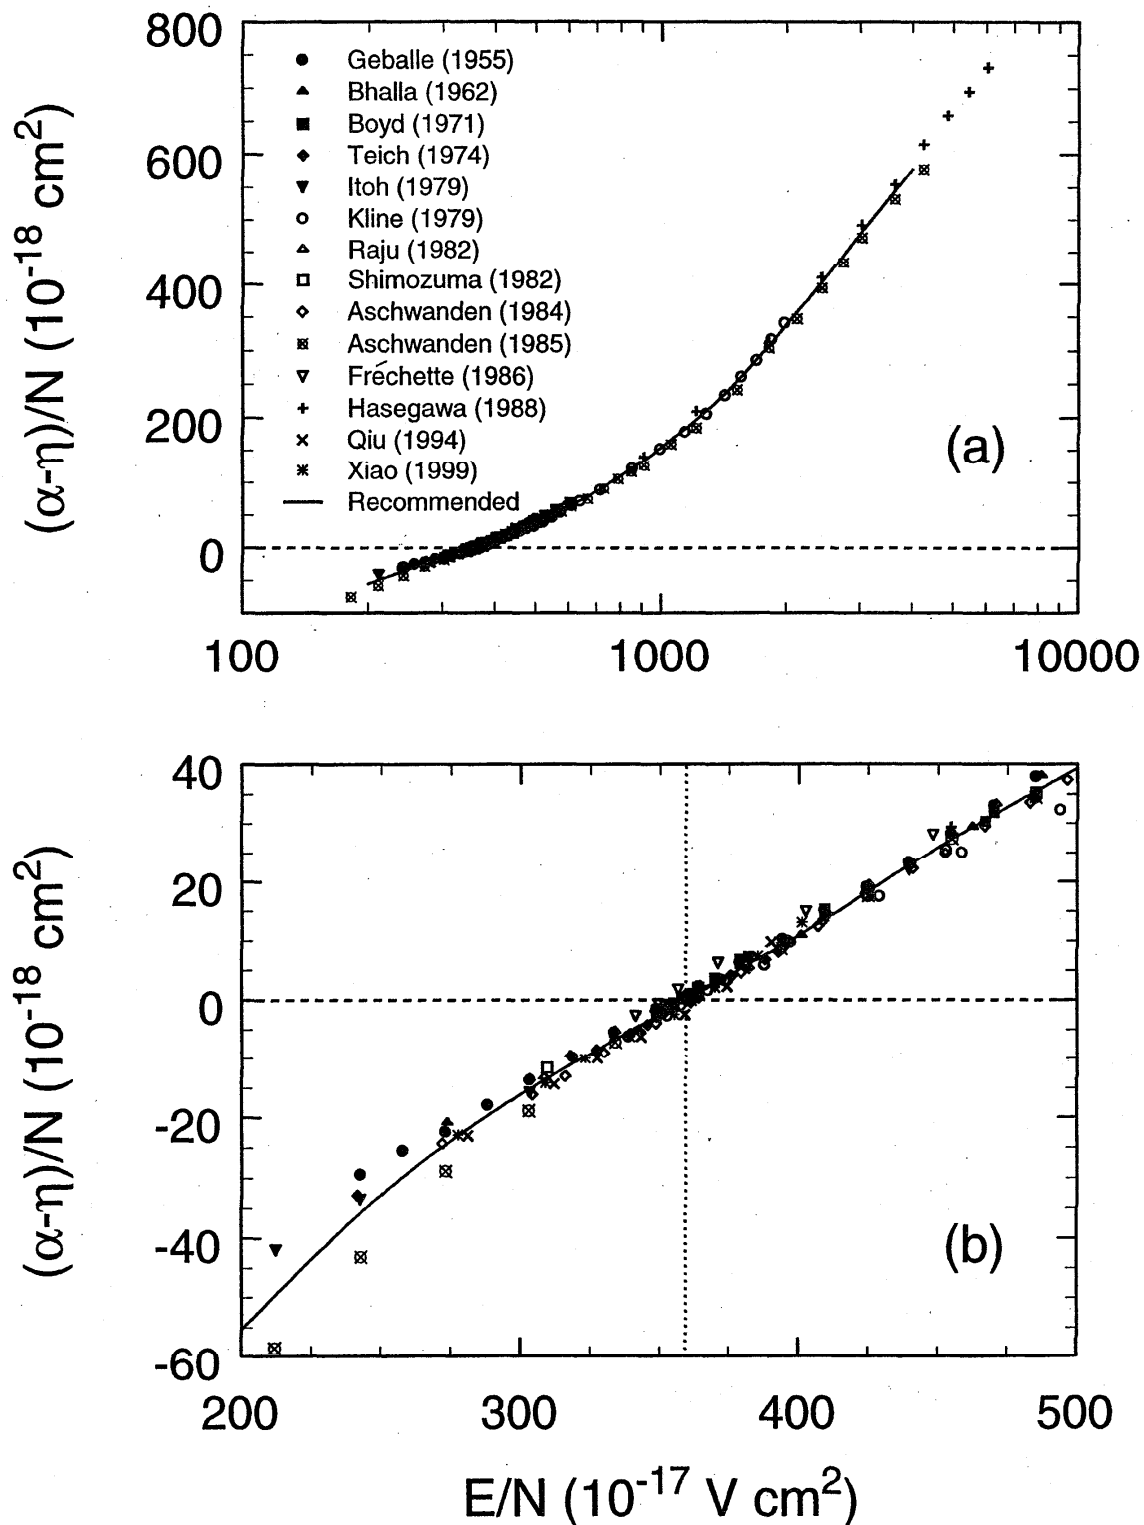 800
600
400
200
0
(α-η)/N (10⁻¹⁸ cm²)
Geballe (1955)
Bhalla (1962)
Boyd (1971)
Teich (1974)
Itoh (1979)
Kline (1979)
Raju (1982)
Shimozuma (1982)
Aschwanden (1984)
Aschwanden (1985)
Fréchette (1986)
Hasegawa (1988)
Qiu (1994)
Xiao (1999)
Recommended
(a)
100 1000 10000
40
20
0
-20
-40
-60
(α-η)/N (10⁻¹⁸ cm²)
(b)
200 300 400 500
E/N (10⁻¹⁷ V cm²)